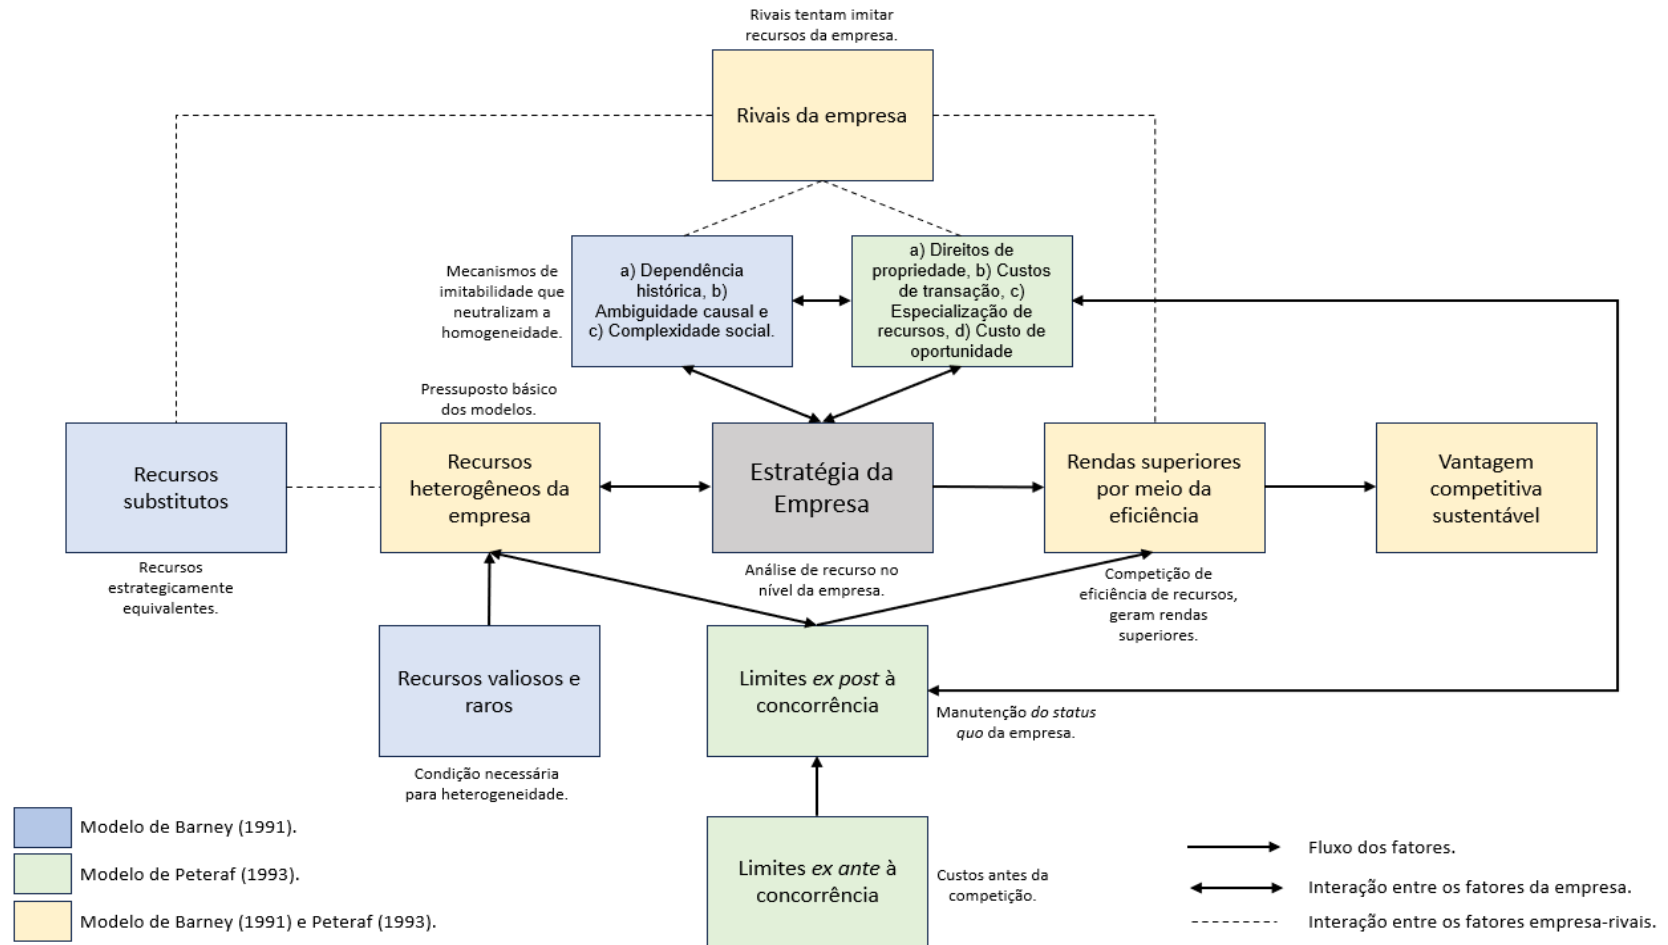 Rivais tentam imitar
recursos da empresa.
Rivais da empresa
Mecanismos de
imitabilidade que
neutralizam a
homogeneidade.
a) Dependência
histórica, b)
Ambiguidade causal e
c) Complexidade social.
a) Direitos de
propriedade, b) Custos
de transação, c)
Especialização de
recursos, d) Custo de
oportunidade
Pressuposto básico
dos modelos.
Recursos
substitutos
Recursos
estrategicamente
equivalentes.
Recursos
heterogêneos da
empresa
Estratégia da
Empresa
Análise de recurso no
nível da empresa.
Rendas superiores
por meio da
eficiência
Competição de
eficiência de recursos,
geram rendas
superiores.
Vantagem
competitiva
sustentável
Recursos valiosos e
raros
Condição necessária
para heterogeneidade.
Limites ex post à
concorrência
Manutenção do status
quo da empresa.
Limites ex ante à
concorrência
Custos antes da
competição.
Modelo de Barney (1991).
Modelo de Peteraf (1993).
Modelo de Barney (1991) e Peteraf (1993).
Fluxo dos fatores.
Interação entre os fatores da empresa.
Interação entre os fatores empresa-rivais.